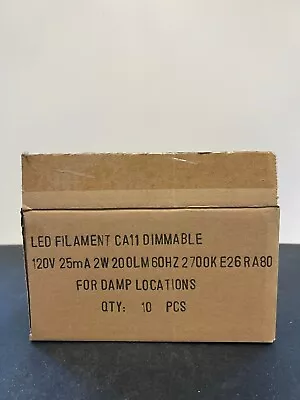 LED FILAMENT CA11 DIMMABLE
120V 25mA 2W 200LM 60HZ 2700K E26 RA80
FOR DAMP LOCATIONS
QTY: 10 PCS